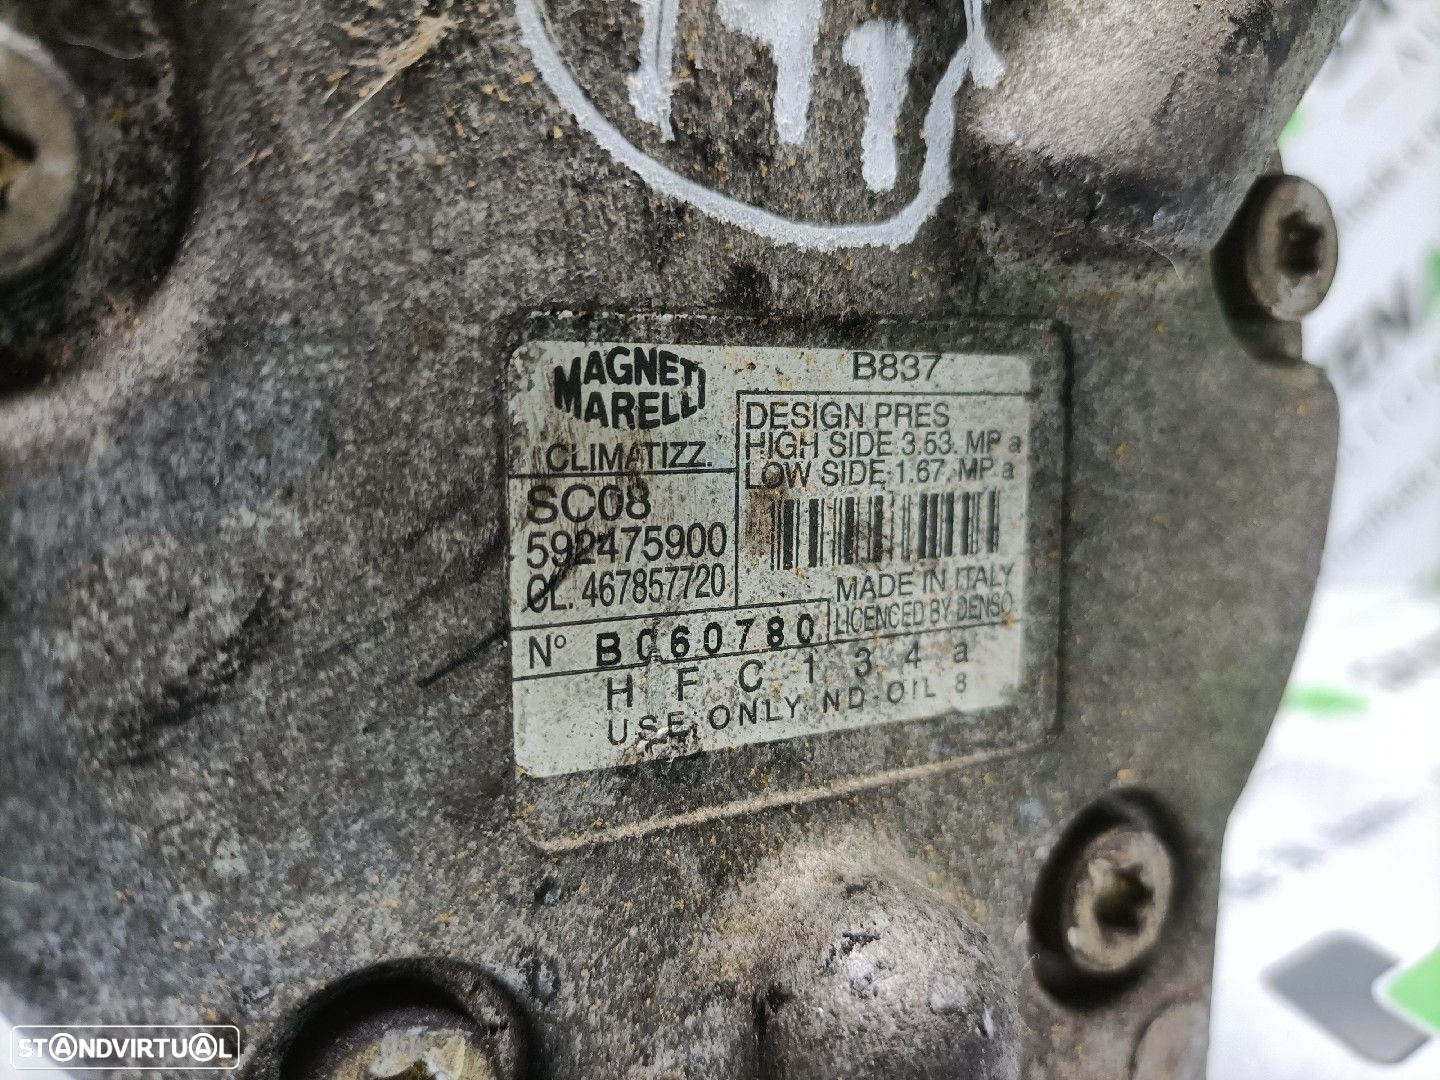 MAGNETI
MARELLI
B837
CLIMATIZZ.
DESIGN PRES
HIGH SIDE 3.53. MPa
LOW SIDE 1.67. MPa
SC08
592475900
CL. 467857720
MADE IN ITALY
LICENCED BY DENSO
N° B060780
HFC134a
USE ONLY ND-OIL 8
STANDVIRTUAL